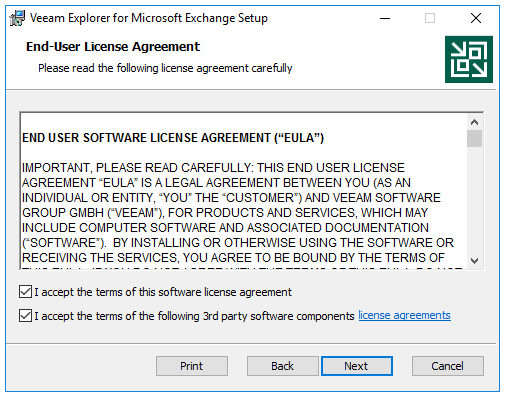 Veeam Explorer for Microsoft Exchange Setup
End-User License Agreement
Please read the following license agreement carefully
END USER SOFTWARE LICENSE AGREEMENT (“EULA”)
IMPORTANT, PLEASE READ CAREFULLY: THIS END USER LICENSE
AGREEMENT “EULA” IS A LEGAL AGREEMENT BETWEEN YOU (AS AN
INDIVIDUAL OR ENTITY, “YOU” THE “CUSTOMER”) AND VEEAM SOFTWARE
GROUP GMBH (“VEEAM”), FOR PRODUCTS AND SERVICES, WHICH MAY
INCLUDE COMPUTER SOFTWARE AND ASSOCIATED DOCUMENTATION
(“SOFTWARE”).  BY INSTALLING OR OTHERWISE USING THE SOFTWARE OR
RECEIVING THE SERVICES, YOU AGREE TO BE BOUND BY THE TERMS OF
I accept the terms of this software license agreement
I accept the terms of the following 3rd party software components license agreements
Print
Back
Next
Cancel